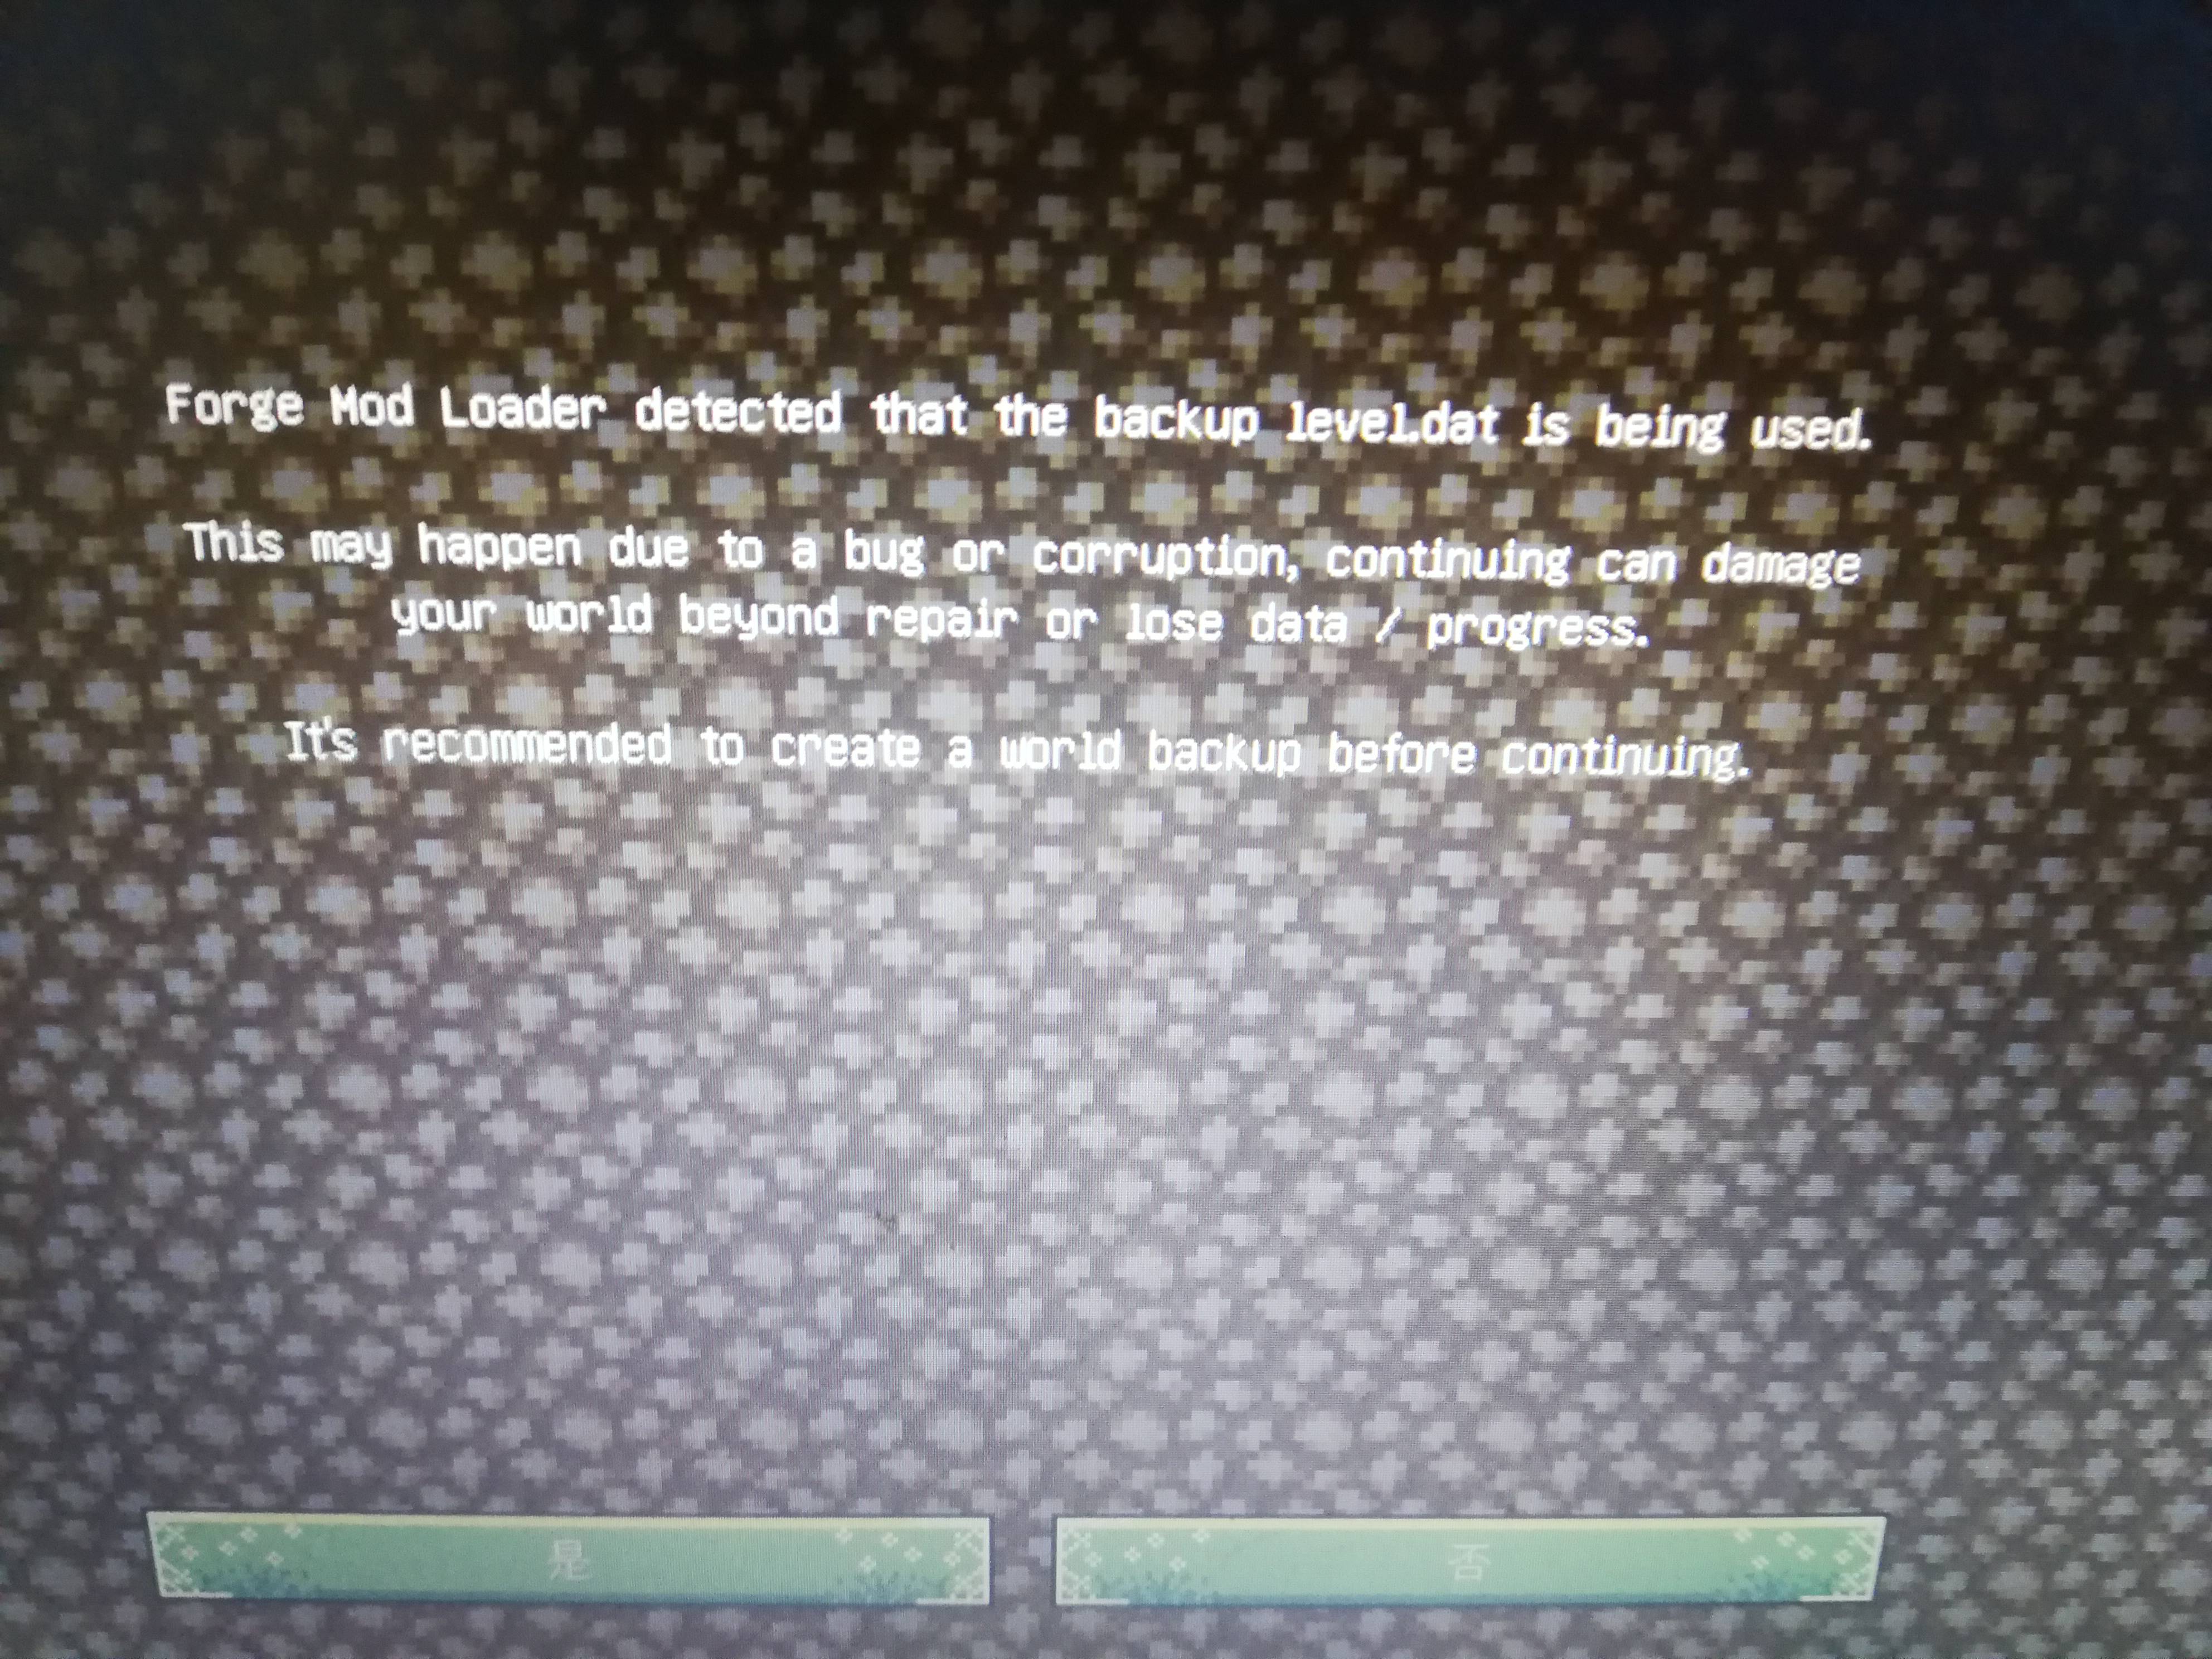 Forge Mod Loader detected that the backup level.dat is being used.
This may happen due to a bug or corruption, continuing can damage
your world beyond repair or lose data / progress.
It's recommended to create a world backup before continuing.
是
否